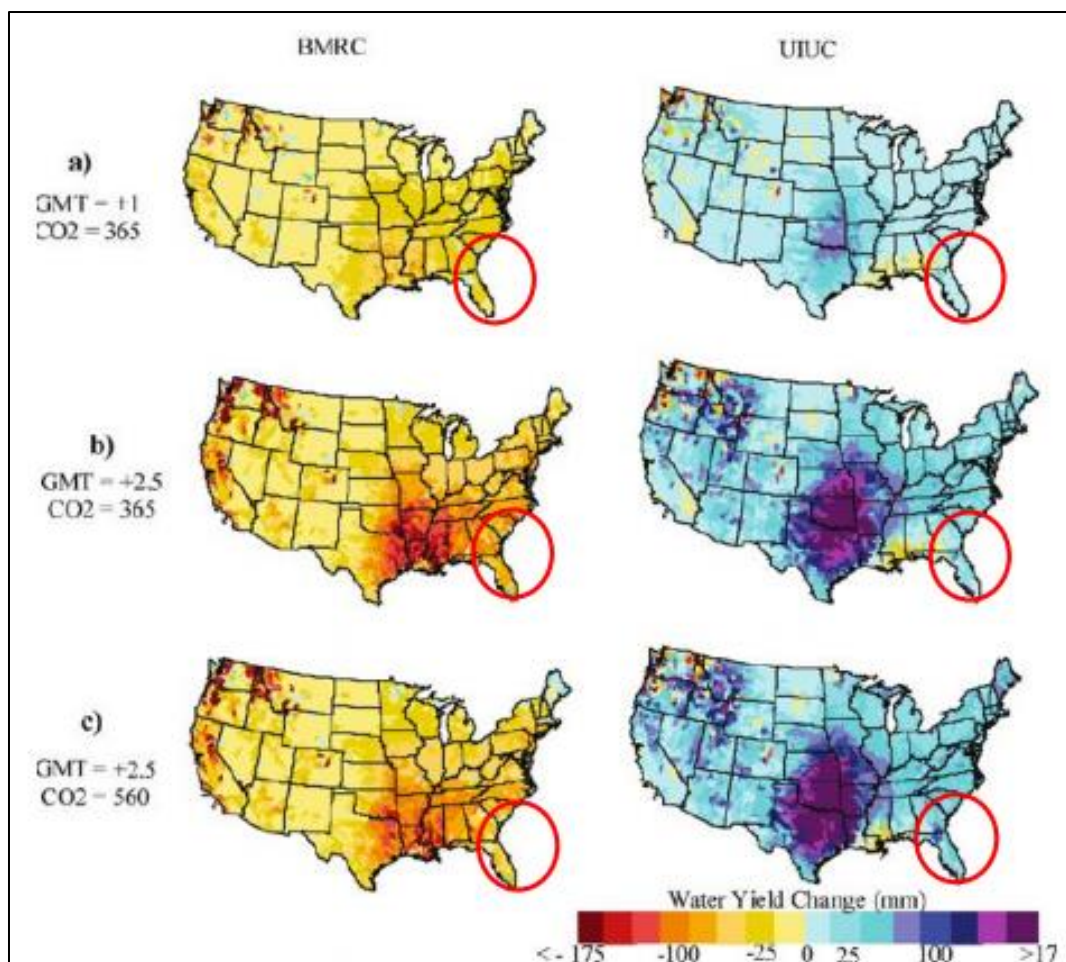 BMRC UIUC
a)
GMT = +1
CO2 = 365
b)
GMT = +2.5
CO2 = 365
c)
GMT = +2.5
CO2 = 560
Water Yield Change (mm)
< - 175 -100 -25 0 25 100 >17